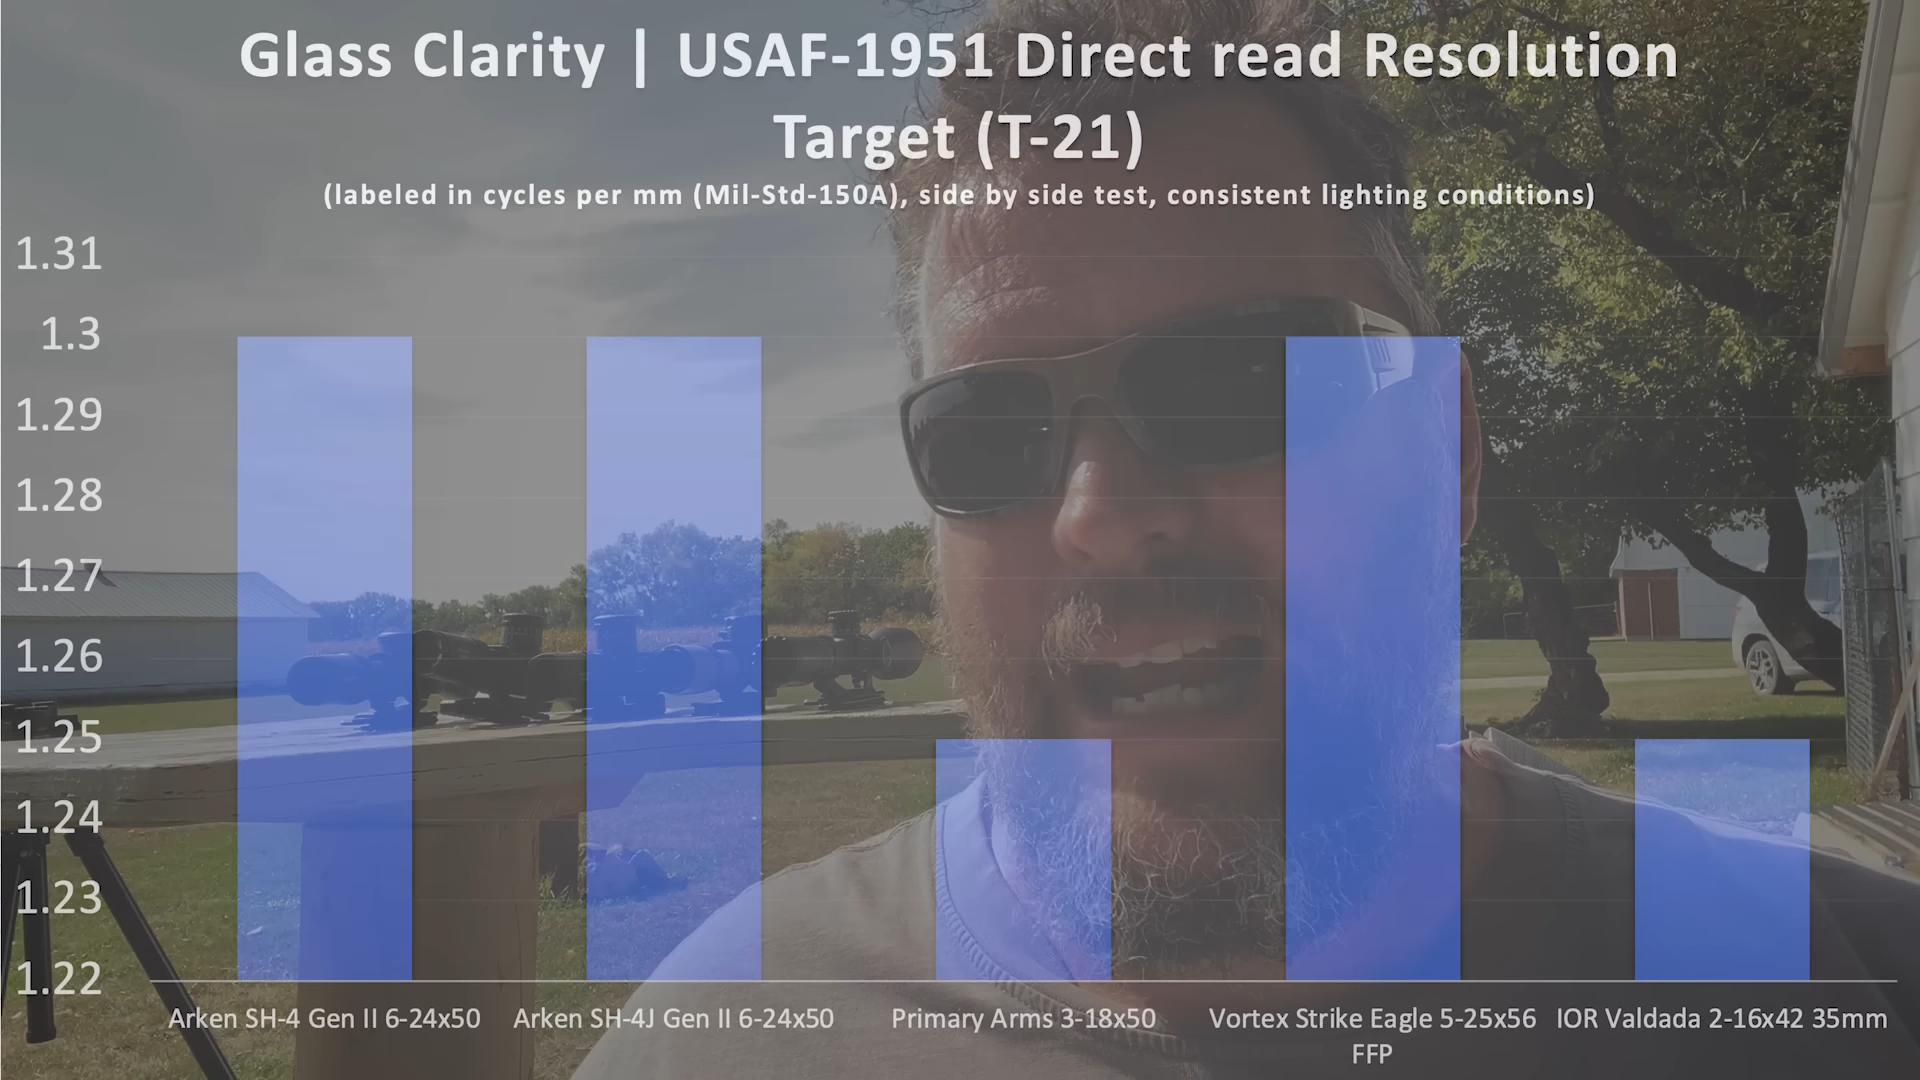 Glass Clarity | USAF-1951 Direct read Resolution
Target (T-21)
(labeled in cycles per mm (Mil-Std-150A), side by side test, consistent lighting conditions)
1.31
1.3
1.29
1.28
1.27
1.26
1.25
1.24
1.23
1.22
Arken SH-4 Gen II 6-24x50
Arken SH-4J Gen II 6-24x50
Primary Arms 3-18x50
Vortex Strike Eagle 5-25x56
FFP
IOR Valdada 2-16x42 35mm